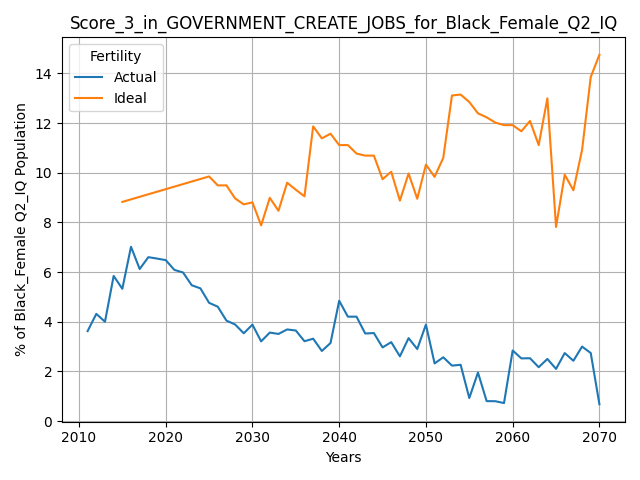 Score_3_in_GOVERNMENT_CREATE_JOBS_for_Black_Female_Q2_IQ
Fertility
Actual
Ideal
% of Black_Female Q2_IQ Population
14
12
10
8
6
4
2
0
2010 2020 2030 2040 2050 2060 2070
Years